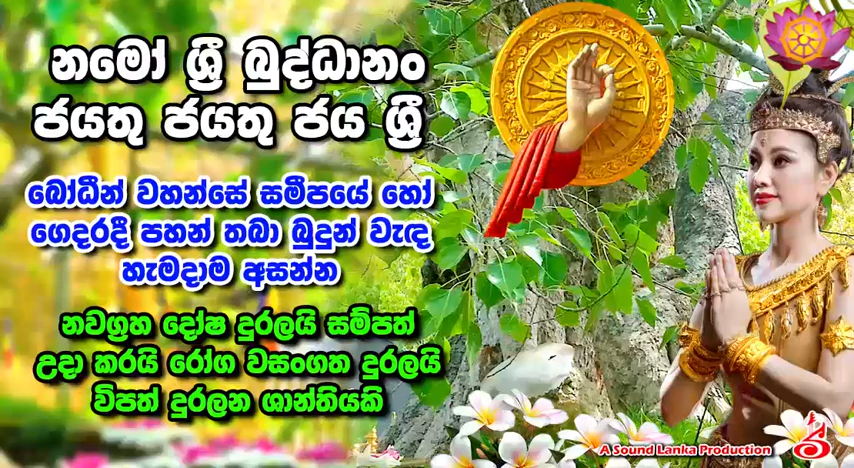 නමෝ ශ්‍රී බුද්ධානං
ජයතු ජයතු ජය ශ්‍රී
බෝධීන් වහන්සේ සමීපයේ හෝ
ගෙදරදී පහන් තබා බුදුන් වැඳ
හැමදාම අසන්න
නවග්‍රහ දෝෂ දුරලයි සම්පත්
උදා කරයි රෝග වසංගත දුරලයි
විපත් දුරලන ශාන්තියකි
A Sound Lanka Production